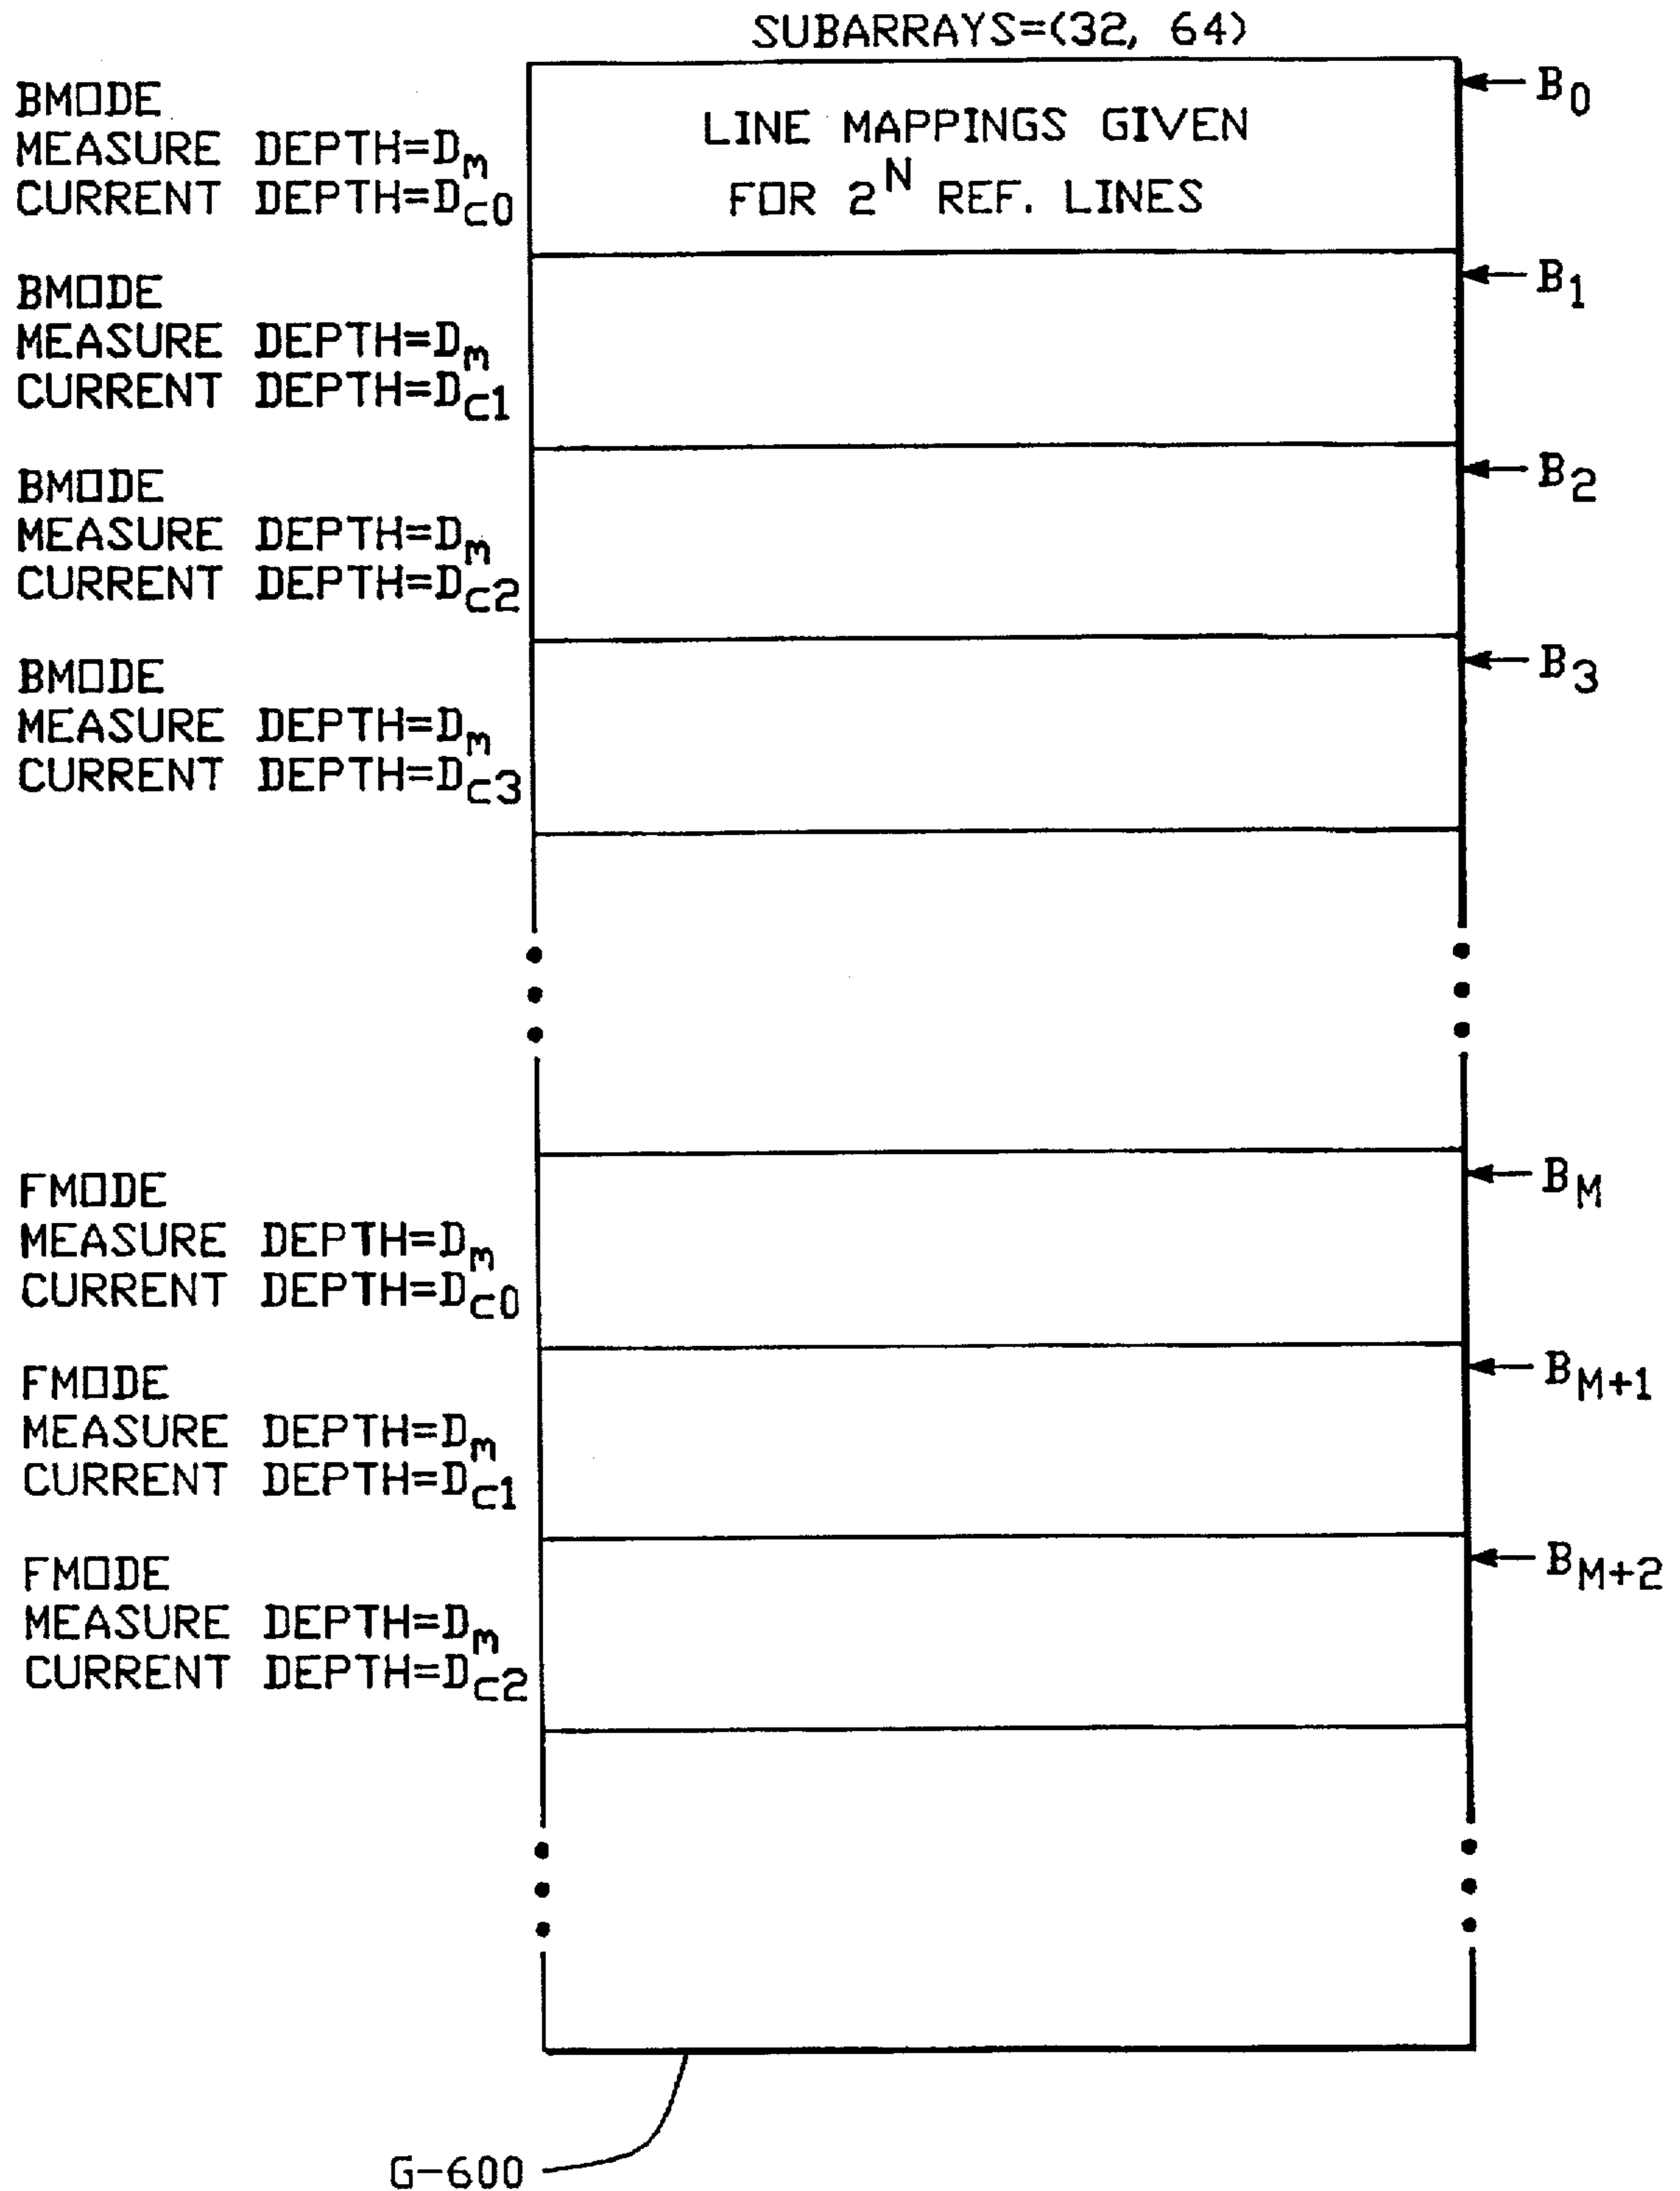 SUBARRAYS=(32, 64)
BMODE
MEASURE DEPTH=Dm
CURRENT DEPTH=DC0
LINE MAPPINGS GIVEN
FOR 2^N REF. LINES
B0
BMODE
MEASURE DEPTH=Dm
CURRENT DEPTH=DC1
B1
BMODE
MEASURE DEPTH=Dm
CURRENT DEPTH=DC2
B2
BMODE
MEASURE DEPTH=Dm
CURRENT DEPTH=DC3
B3
FMODE
MEASURE DEPTH=Dm
CURRENT DEPTH=DC0
BM
FMODE
MEASURE DEPTH=Dm
CURRENT DEPTH=DC1
BM+1
FMODE
MEASURE DEPTH=Dm
CURRENT DEPTH=DC2
BM+2
G-600